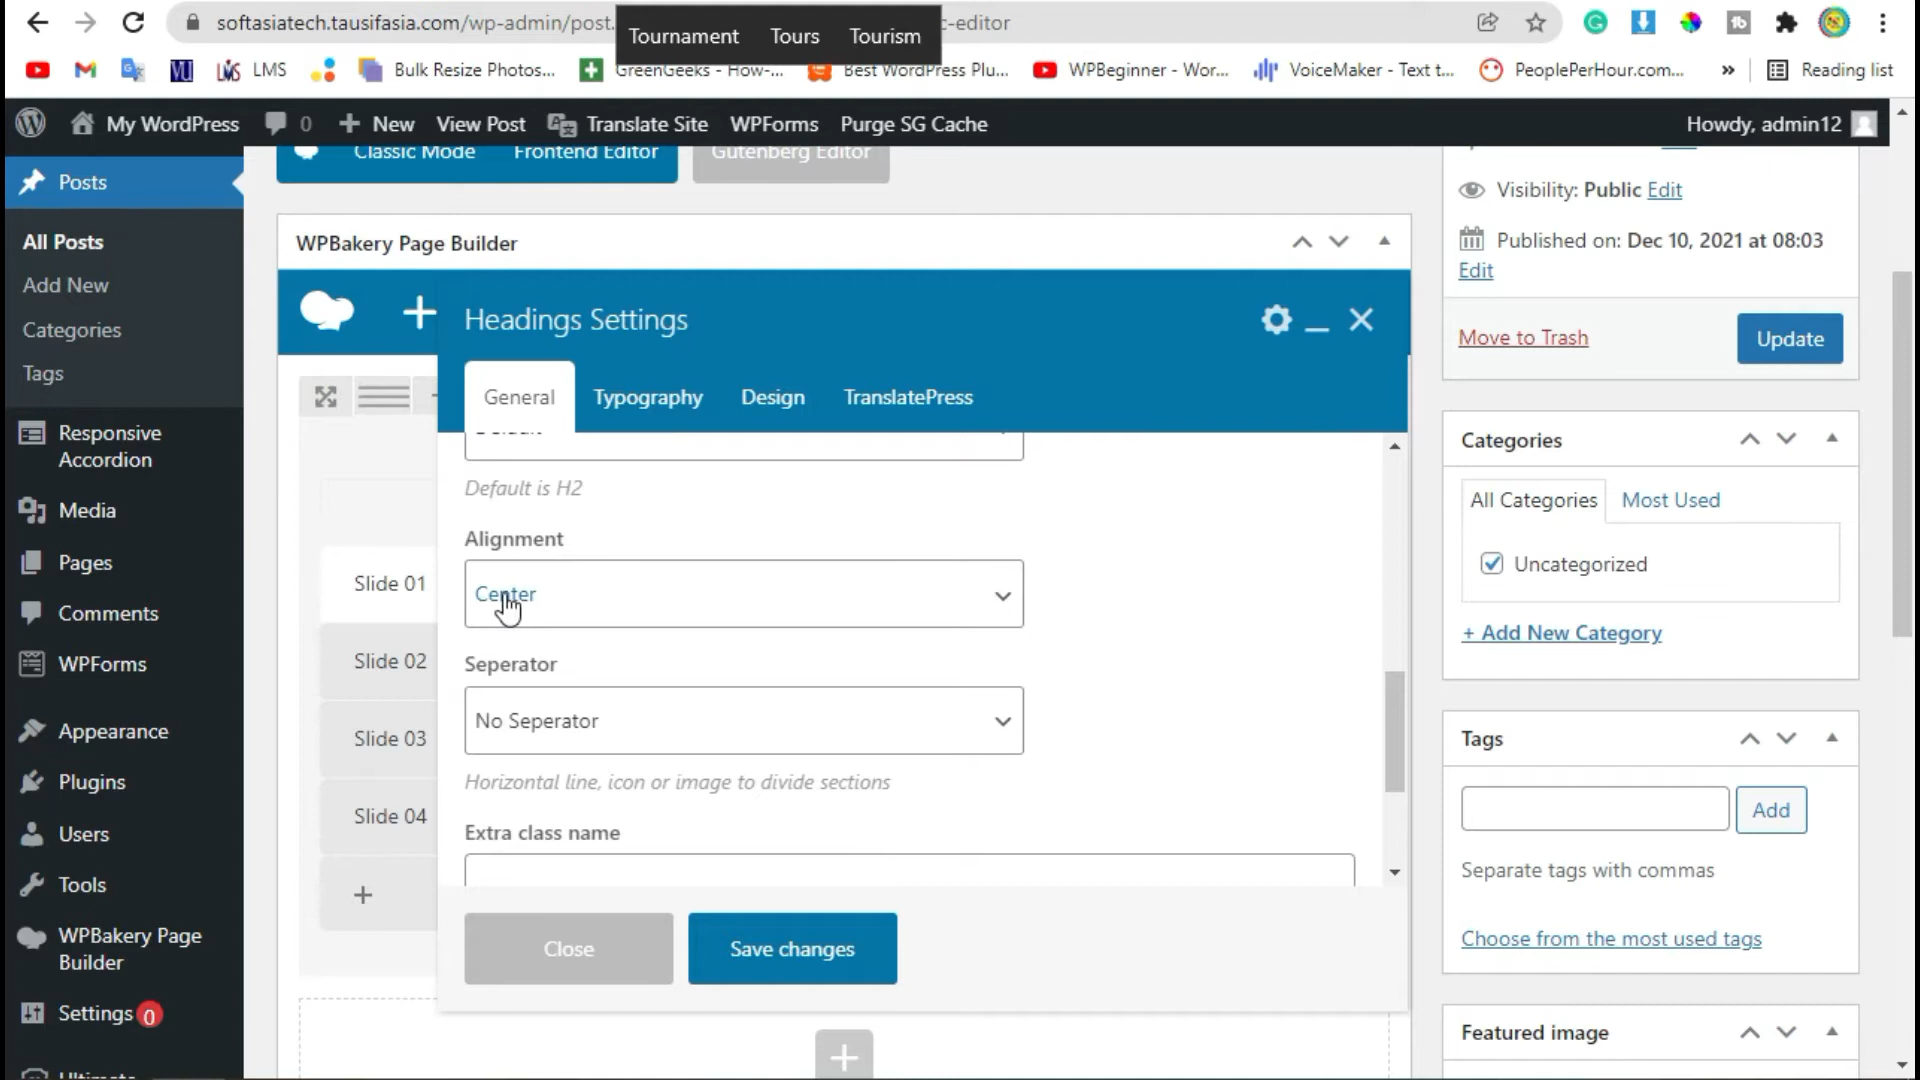 softasiatech.tausifasia.com/wp-admin/post.
c-editor
Tournament Tours Tourism
LMS
Bulk Resize Photos...
GreenGeeks - How-...
Best WordPress Plu...
WPBeginner - Wor...
VoiceMaker - Text t...
PeoplePerHour.com...
»
Reading list
My WordPress
0
New
View Post
Translate Site
WPForms
Purge SG Cache
Howdy, admin12
Posts
All Posts
Add New
Categories
Tags
Responsive
Accordion
Media
Pages
Comments
WPForms
Appearance
Plugins
Users
Tools
WPBakery Page
Builder
Settings 0
Ultimate
Classic Mode
Frontend Editor
Gutenberg Editor
WPBakery Page Builder
Headings Settings
General
Typography
Design
TranslatePress
Default
Default is H2
Alignment
Center
Seperator
No Seperator
Horizontal line, icon or image to divide sections
Extra class name
Close
Save changes
Slide 01
Slide 02
Slide 03
Slide 04
Visibility: Public Edit
Published on: Dec 10, 2021 at 08:03
Edit
Move to Trash
Update
Categories
All Categories
Most Used
Uncategorized
+ Add New Category
Tags
Add
Separate tags with commas
Choose from the most used tags
Featured image